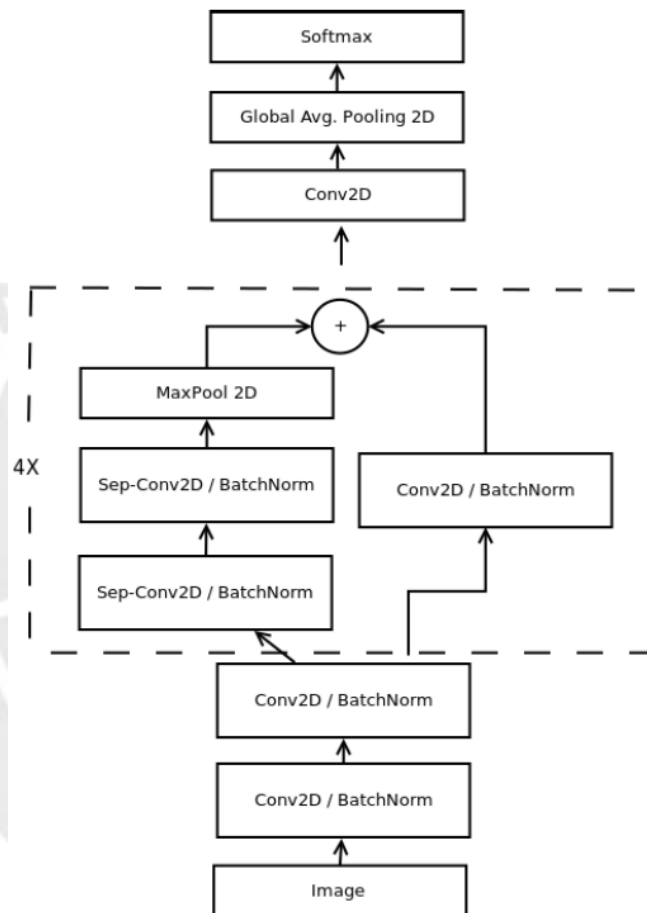 Softmax
Global Avg. Pooling 2D
Conv2D
+
MaxPool 2D
4X
Sep-Conv2D / BatchNorm
Conv2D / BatchNorm
Sep-Conv2D / BatchNorm
Conv2D / BatchNorm
Conv2D / BatchNorm
Image